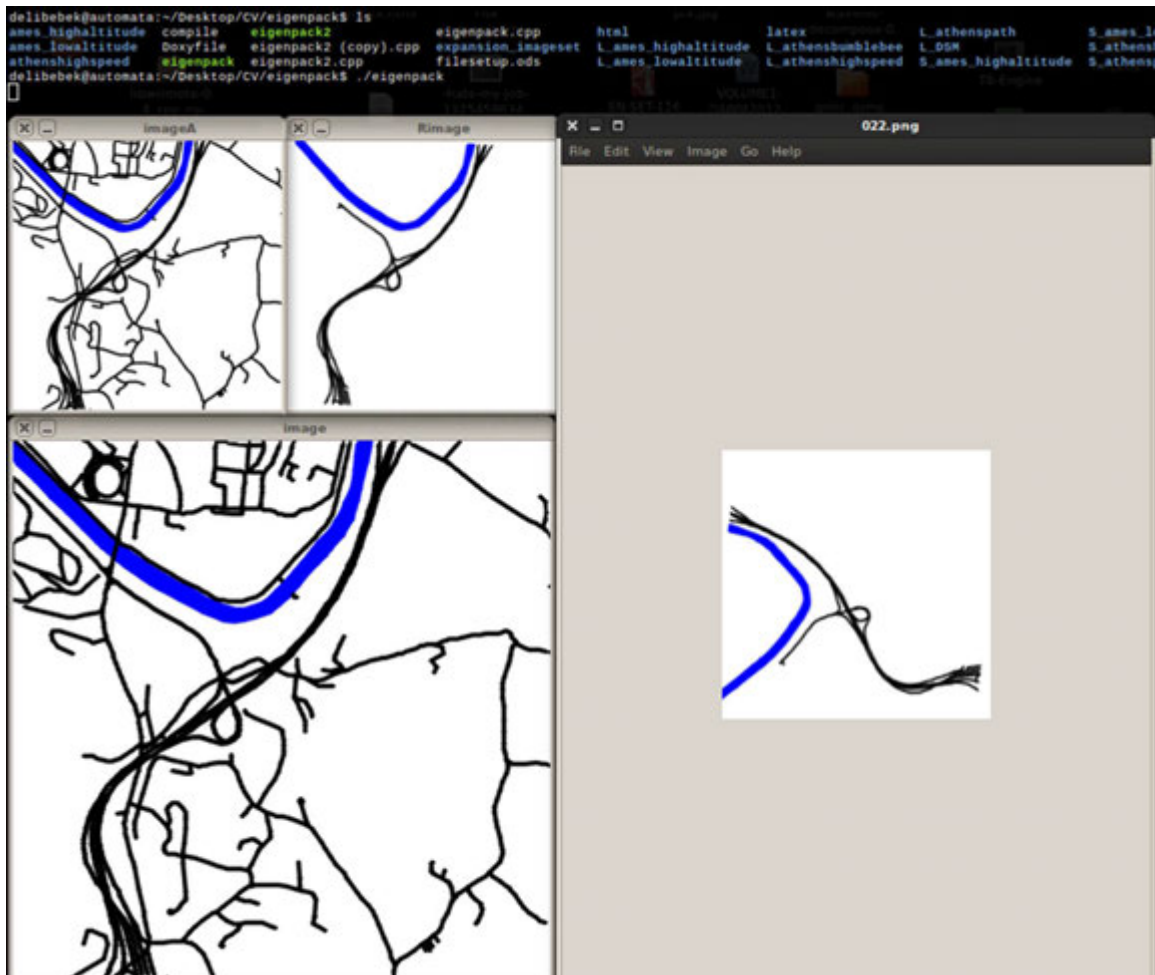 delibebek@automata:~/Desktop/CV/eigenpack$ ls
ames_highaltitude compile eigenpack2 eigenpack.cpp html latex L_athenspath
ames_lowaltitude Doxyfile eigenpack2 (copy).cpp expansion_imageset L_ames_highaltitude L_athensbumblebee L_DSM
athenshighspeed eigenpack eigenpack2.cpp filesetup.ods L_ames_lowaltitude L_athenshighspeed S_ames_highaltitude
delibebek@automata:~/Desktop/CV/eigenpack$ ./eigenpack
imageA
Rimage
022.png
File Edit View Image Go Help
image